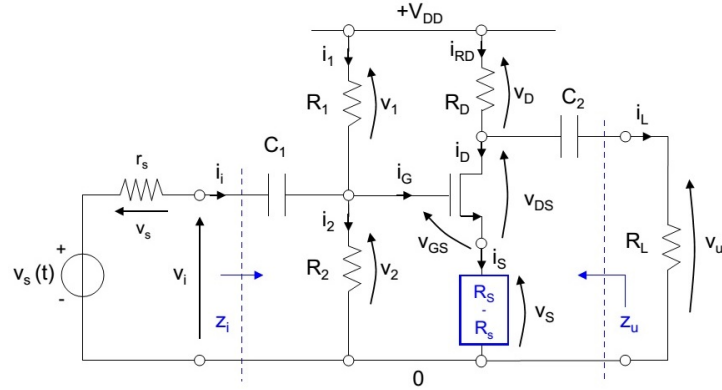 +V_DD
i_1
i_RD
R_1
v_1
R_D
v_D
C_2
i_L
C_1
r_s
i_i
i_G
i_D
v_DS
v_s
i_2
v_GS
i_S
R_L
v_u
+
v_s (t)
-
v_i
R_2
v_2
R_S
-
R_s
v_S
z_i
z_u
0